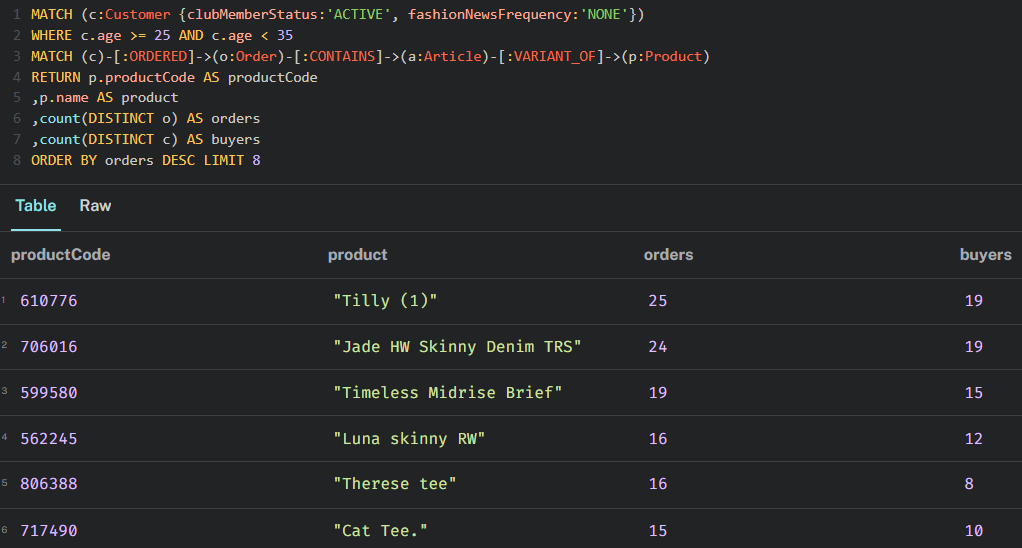 1 MATCH (c:Customer {clubMemberStatus:'ACTIVE', fashionNewsFrequency:'NONE'})
2 WHERE c.age >= 25 AND c.age < 35
3 MATCH (c)-[:ORDERED]->(o:Order)-[:CONTAINS]->(a:Article)-[:VARIANT_OF]->(p:Product)
4 RETURN p.productCode AS productCode
5 ,p.name AS product
6 ,count(DISTINCT o) AS orders
7 ,count(DISTINCT c) AS buyers
8 ORDER BY orders DESC LIMIT 8
Table Raw
productCode product orders buyers
1 610776 "Tilly (1)" 25 19
2 706016 "Jade HW Skinny Denim TRS" 24 19
3 599580 "Timeless Midrise Brief" 19 15
4 562245 "Luna skinny RW" 16 12
5 806388 "Therese tee" 16 8
6 717490 "Cat Tee." 15 10